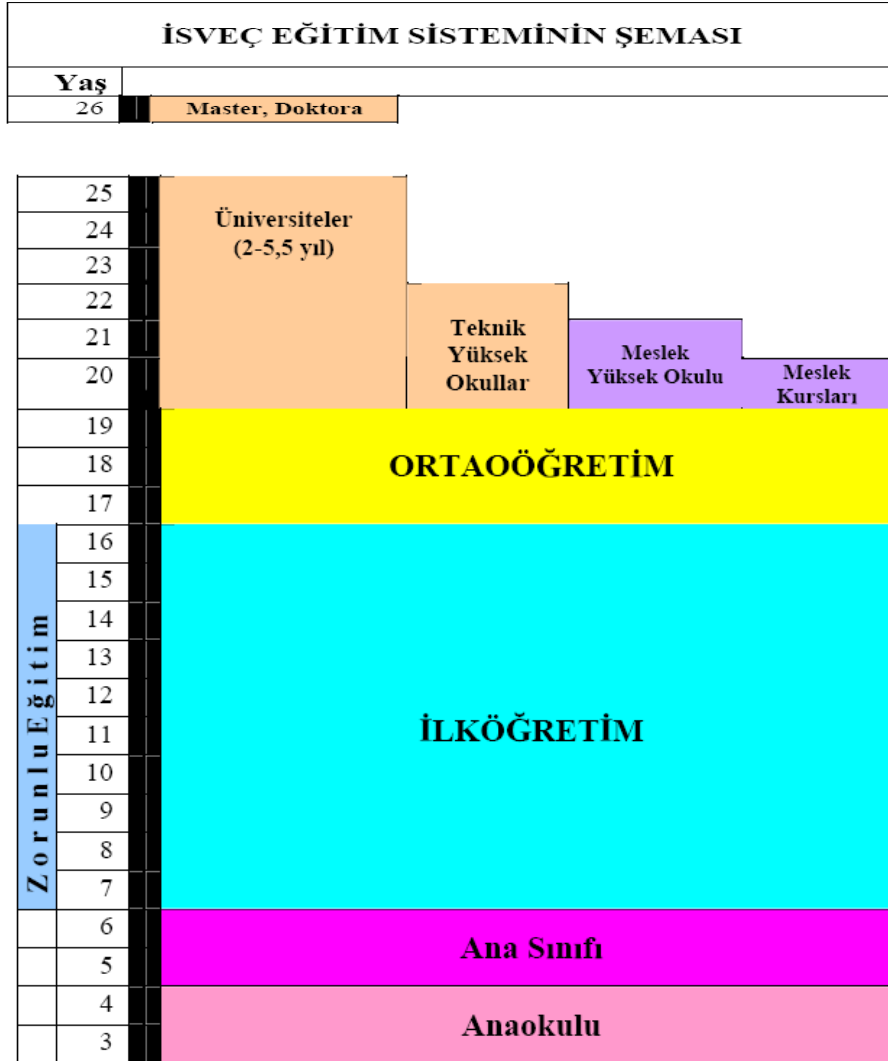 İSVEÇ EĞİTİM SİSTEMİNİN ŞEMASI
Yaş
26 Master, Doktora
25
Üniversiteler
24
(2-5,5 yıl)
23
22
21
Teknik
Yüksek
Okullar
Meslek
Yüksek Okulu
20
Meslek
Kursları
19
18 ORTAOÖĞRETİM
17
Zorunlu Eğitim
16
15
14
13
12
11 İLKÖĞRETİM
10
9
8
7
6
Ana Sınıfı
5
4
Anaokulu
3